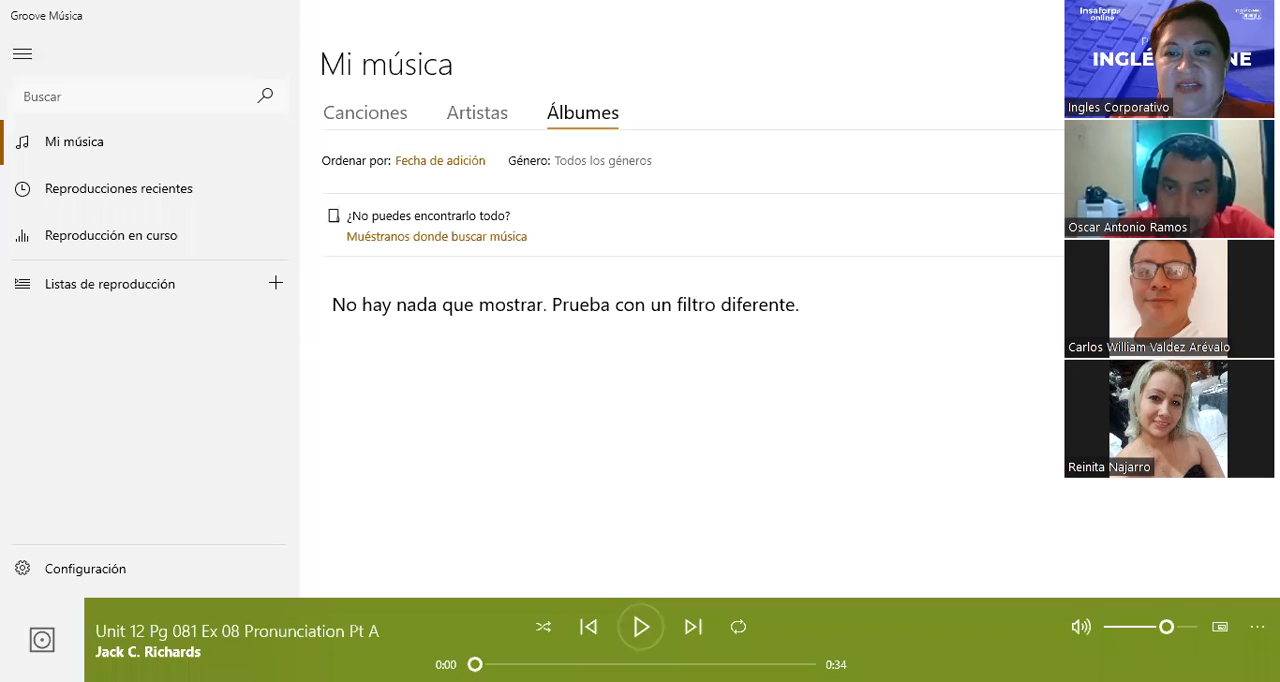 Groove Música
Buscar
Mi música
Reproducciones recientes
Reproducción en curso
Listas de reproducción
Configuración
Mi música
Canciones
Artistas
Álbumes
Ordenar por: Fecha de adición
Género: Todos los géneros
¿No puedes encontrarlo todo?
Muéstranos donde buscar música
No hay nada que mostrar. Prueba con un filtro diferente.
Insaforp
online
INGLÉ
NE
Ingles Corporativo
Oscar Antonio Ramos
Carlos William Valdez Arévalo
Reinita Najarro
Unit 12 Pg 081 Ex 08 Pronunciation Pt A
Jack C. Richards
0:00
0:34